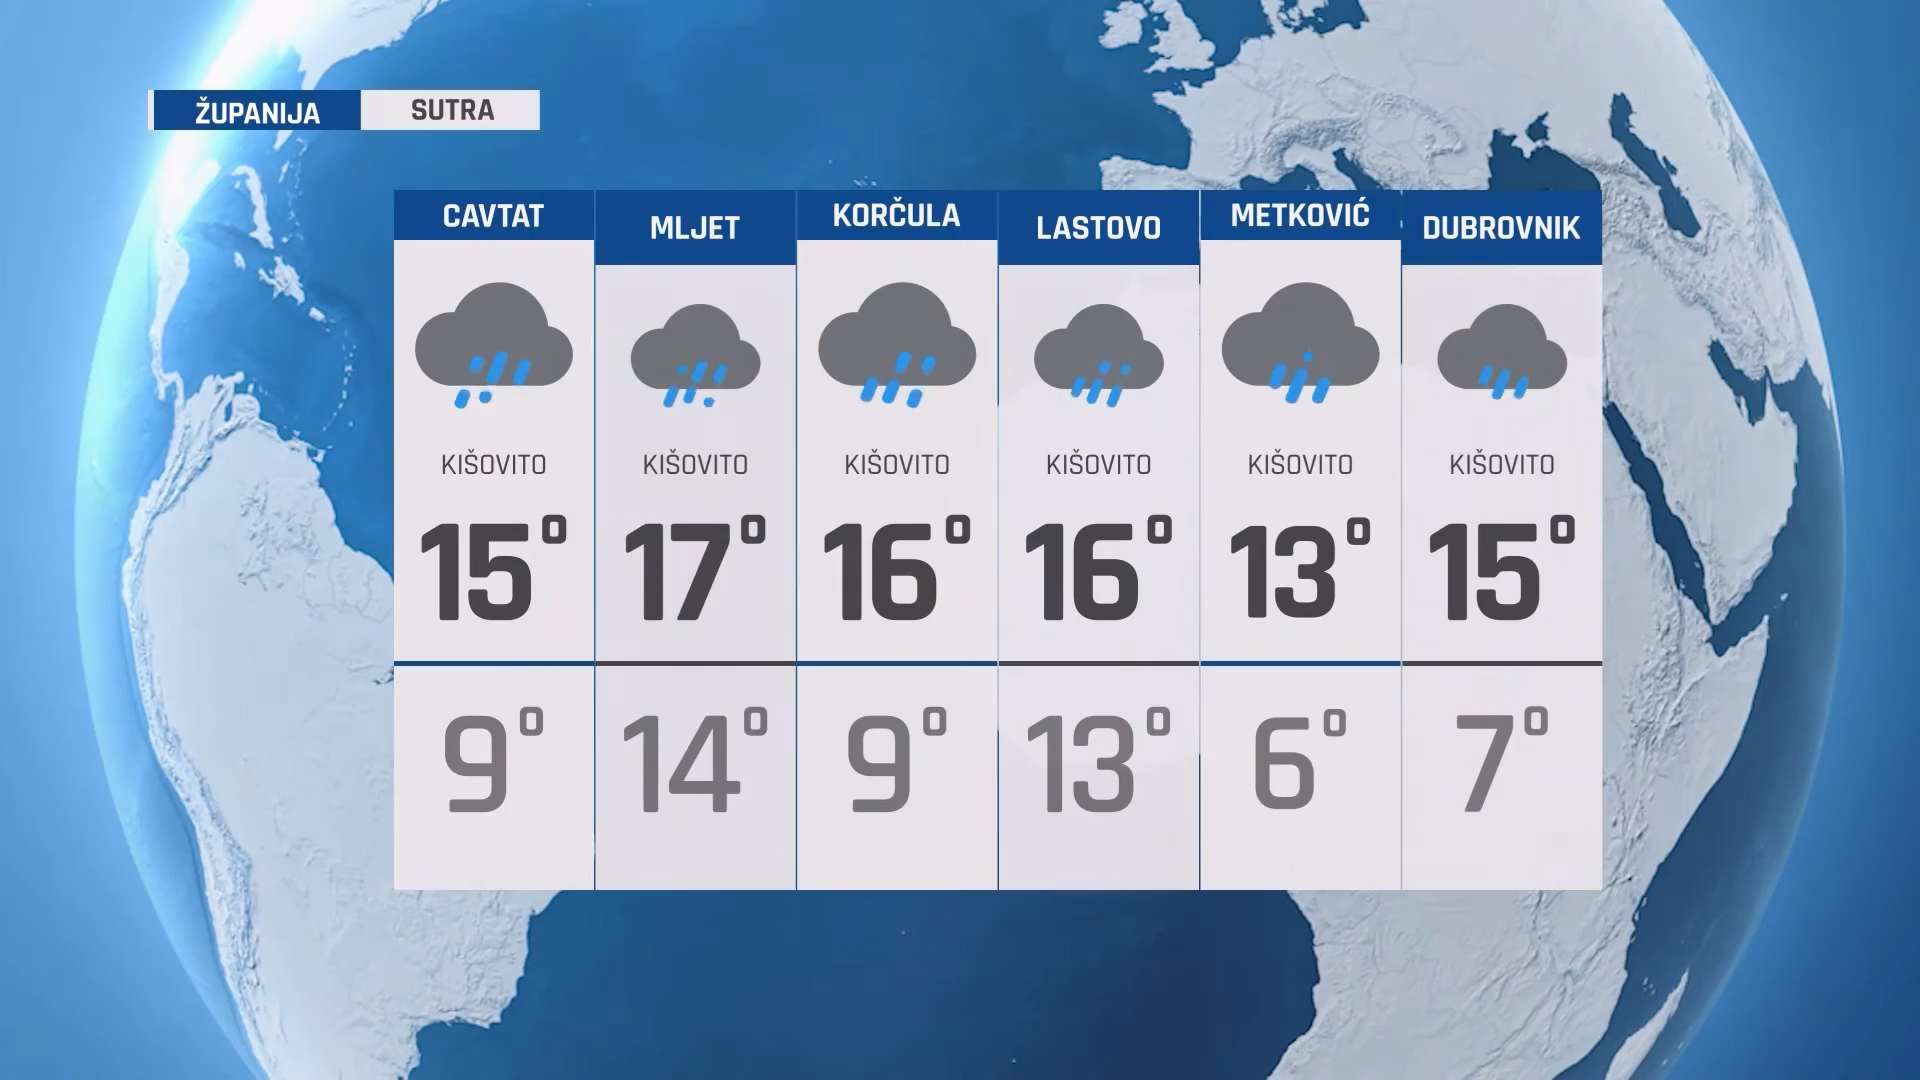 ŽUPANIJA SUTRA
CAVTAT MLJET KORČULA LASTOVO METKOVIĆ DUBROVNIK
KIŠOVITO KIŠOVITO KIŠOVITO KIŠOVITO KIŠOVITO KIŠOVITO
15° 17° 16° 16° 13° 15°
9° 14° 9° 13° 6° 7°